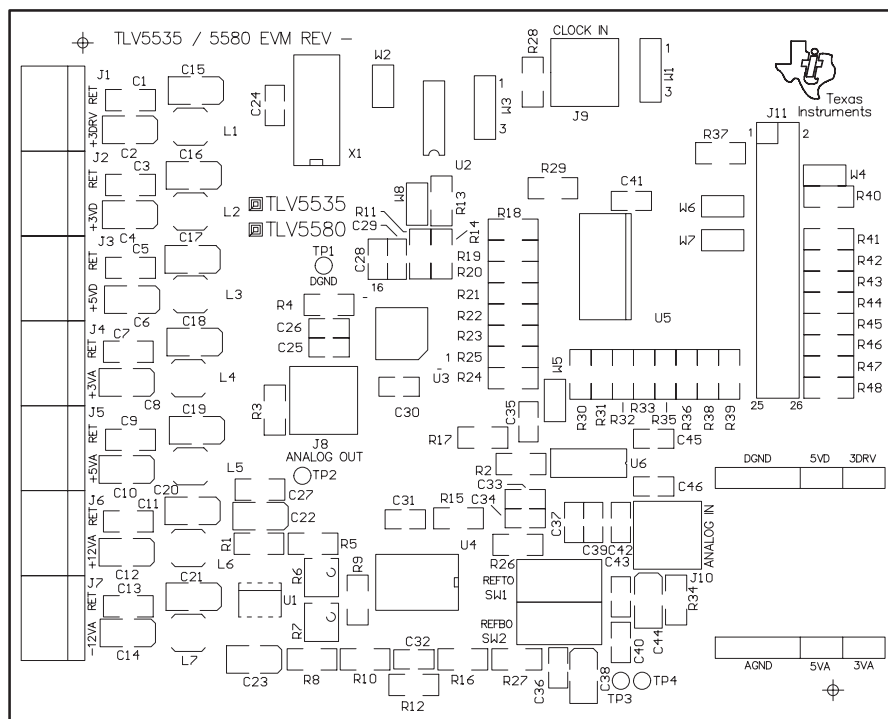 TLV5535 / 5580 EVM REV -
CLOCK IN
Texas
Instruments
J1
RET
+3DRV
C1
C2
C15
L1
C24
X1
W2
W3
1
3
U2
R28
J9
W1
1
3
R37
J11
1
2
25
26
W4
R40
J2
RET
+3VD
C3
C4
C16
L2
TLV5535
TLV5580
W8
R13
R11
C29
R14
C28
16
R29
C41
W6
W7
J3
RET
+5VD
C5
C6
C17
L3
TP1
DGND
R4
C26
C25
R18
R19
R20
R21
R22
R23
R25
R24
U5
R41
R42
R43
R44
R45
R46
R47
R48
J4
RET
+3VA
C7
C8
C18
L4
1
U3
C30
R3
J8
ANALOG OUT
TP2
W5
R30
R31
R32
R33
R35
R36
R38
R39
J5
RET
+5VA
C9
C10
C19
L5
C35
R17
R2
U6
C45
C46
DGND
5VD
3DRV
J6
RET
+12VA
C11
C12
C20
L6
C27
C22
R1
R5
C31
R15
C33
C34
C37
C39
C42
ANALOG IN
J10
U4
R26
C43
J7
RET
-12VA
C13
C14
C21
L7
U1
R6
R7
R9
REFTO
SW1
REFBO
SW2
C44
R34
C40
C23
R8
R10
C32
R12
R16
R27
C36
C38
TP3
TP4
AGND
5VA
3VA